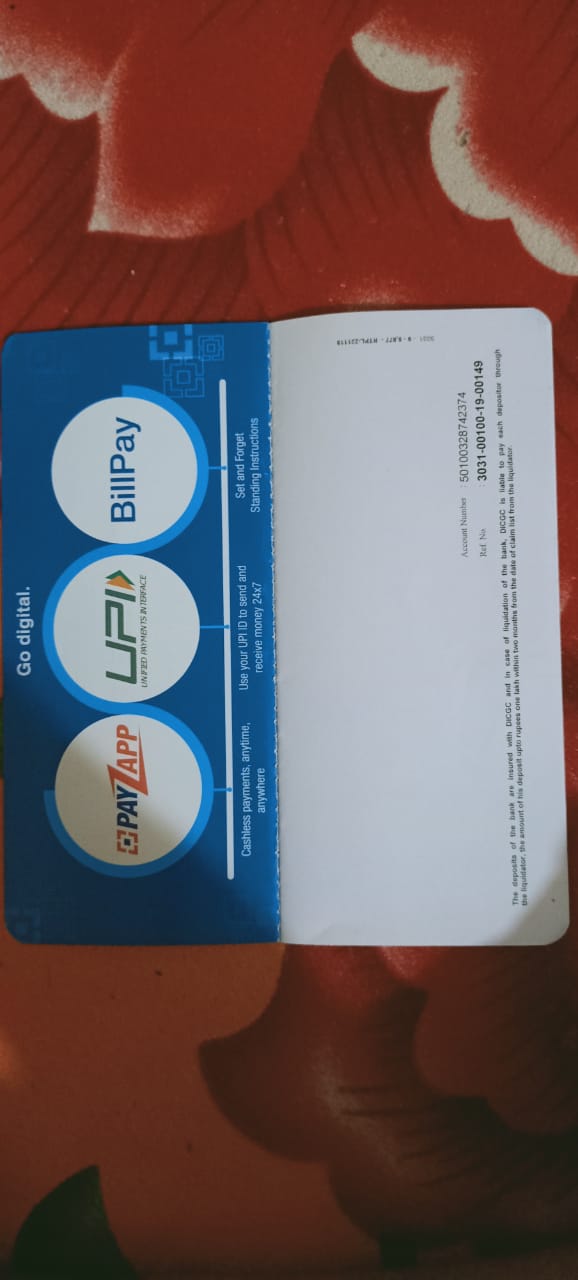 Go digital.
PAYZAPP
UPI
UNIFIED PAYMENTS INTERFACE
BillPay
Cashless payments, anytime,
anywhere
Use your UPI ID to send and
receive money 24x7
Set and Forget
Standing Instructions
Account Number : 50100328742374
Ref. No. : 3031-00100-19-00149
The deposits of the bank are insured with DICGC and in case of liquidation of the bank, DICGC is liable to pay each depositor through
the liquidator, the amount of his deposit upto rupees one lakh within two months from the date of claim list from the liquidator.